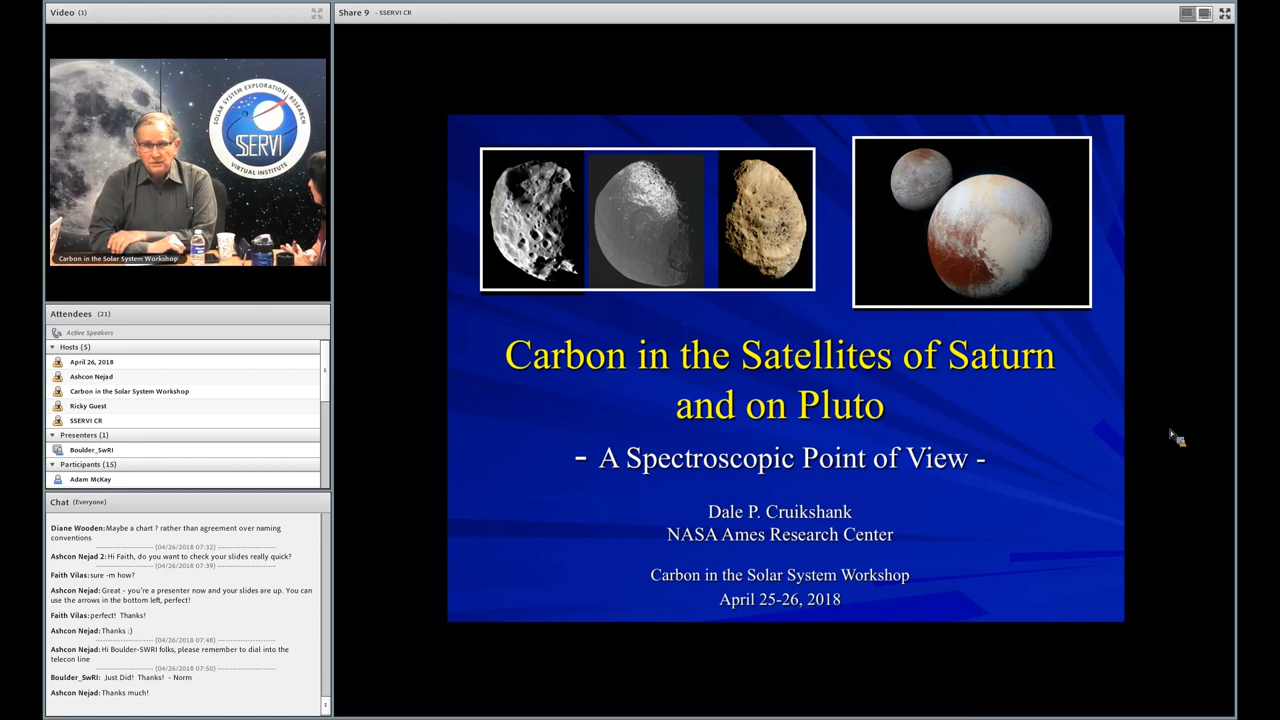 Video (1)
SOLAR SYSTEM EXPLORATION RESEARCH
SSERVI
VIRTUAL INSTITUTE
Carbon in the Solar System Workshop
Attendees (21)
Active Speakers
Hosts (5)
April 26, 2018
Ashcon Nejad
Carbon in the Solar System Workshop
Ricky Guest
SSERVI CR
Presenters (1)
Boulder_SwRI
Participants (15)
Adam McKay
Chat (Everyone)
Diane Wooden:Maybe a chart ? rather than agreement over naming
conventions
------------------------- (04/26/2018 07:32) -------------------------
Ashcon Nejad 2: Hi Faith, do you want to check your slides really quick?
------------------------- (04/26/2018 07:39) -------------------------
Faith Vilas:sure -m how?
Ashcon Nejad: Great - you're a presenter now and your slides are up. You can
use the arrows in the bottom left, perfect!
Faith Vilas:perfect! Thanks!
Ashcon Nejad: Thanks :)
------------------------- (04/26/2018 07:48) -------------------------
Ashcon Nejad:Hi Boulder-SWRI folks, please remember to dial into the
telecon line
------------------------- (04/26/2018 07:50) -------------------------
Boulder_SwRI: Just Did! Thanks! - Norm
Ashcon Nejad:Thanks much!
Share 9 - SSERVI CR
Carbon in the Satellites of Saturn
and on Pluto
- A Spectroscopic Point of View -
Dale P. Cruikshank
NASA Ames Research Center
Carbon in the Solar System Workshop
April 25-26, 2018